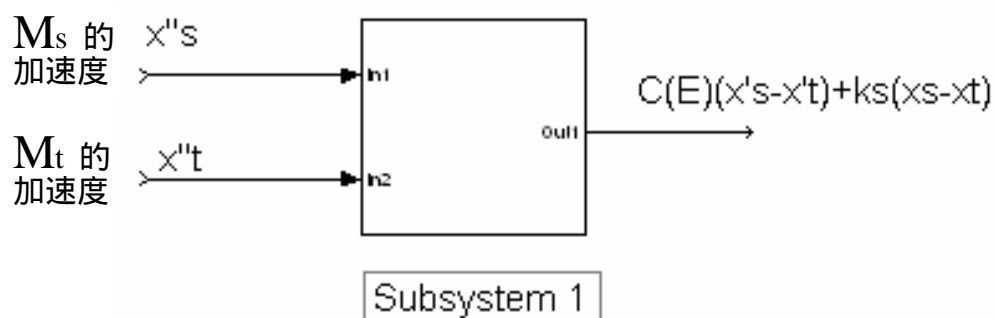 Ms 的
加速度
x"s
In1
C(E)(x's-x't)+ks(xs-xt)
Out1
Mt 的
加速度
x"t
In2
Subsystem 1